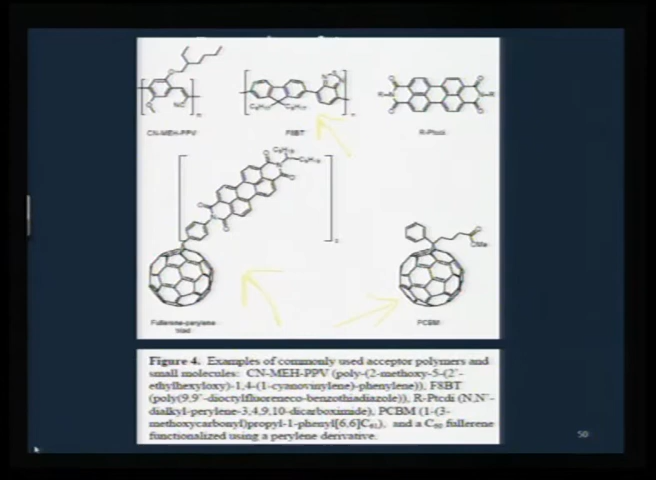 CN-MEH-PPV
F8BT
R-Ptcdi
Fullerene-perylene
triad
PCBM
OMe
Figure 4. Examples of commonly used acceptor polymers and
small molecules: CN-MEH-PPV (poly-(2-methoxy-5-(2'-
ethylhexyloxy)-1,4-(1-cyanovinylene)-phenylene)), F8BT
(poly(9,9'-dioctylfluoreneco-benzothiadiazole)), R-Ptcdi (N,N'-
dialkyl-perylene-3,4,9,10-dicarboximide), PCBM (1-(3-
methoxycarbonyl)propyl-1-phenyl[6,6]C61), and a C60 fullerene
functionalized using a perylene derivative.
50